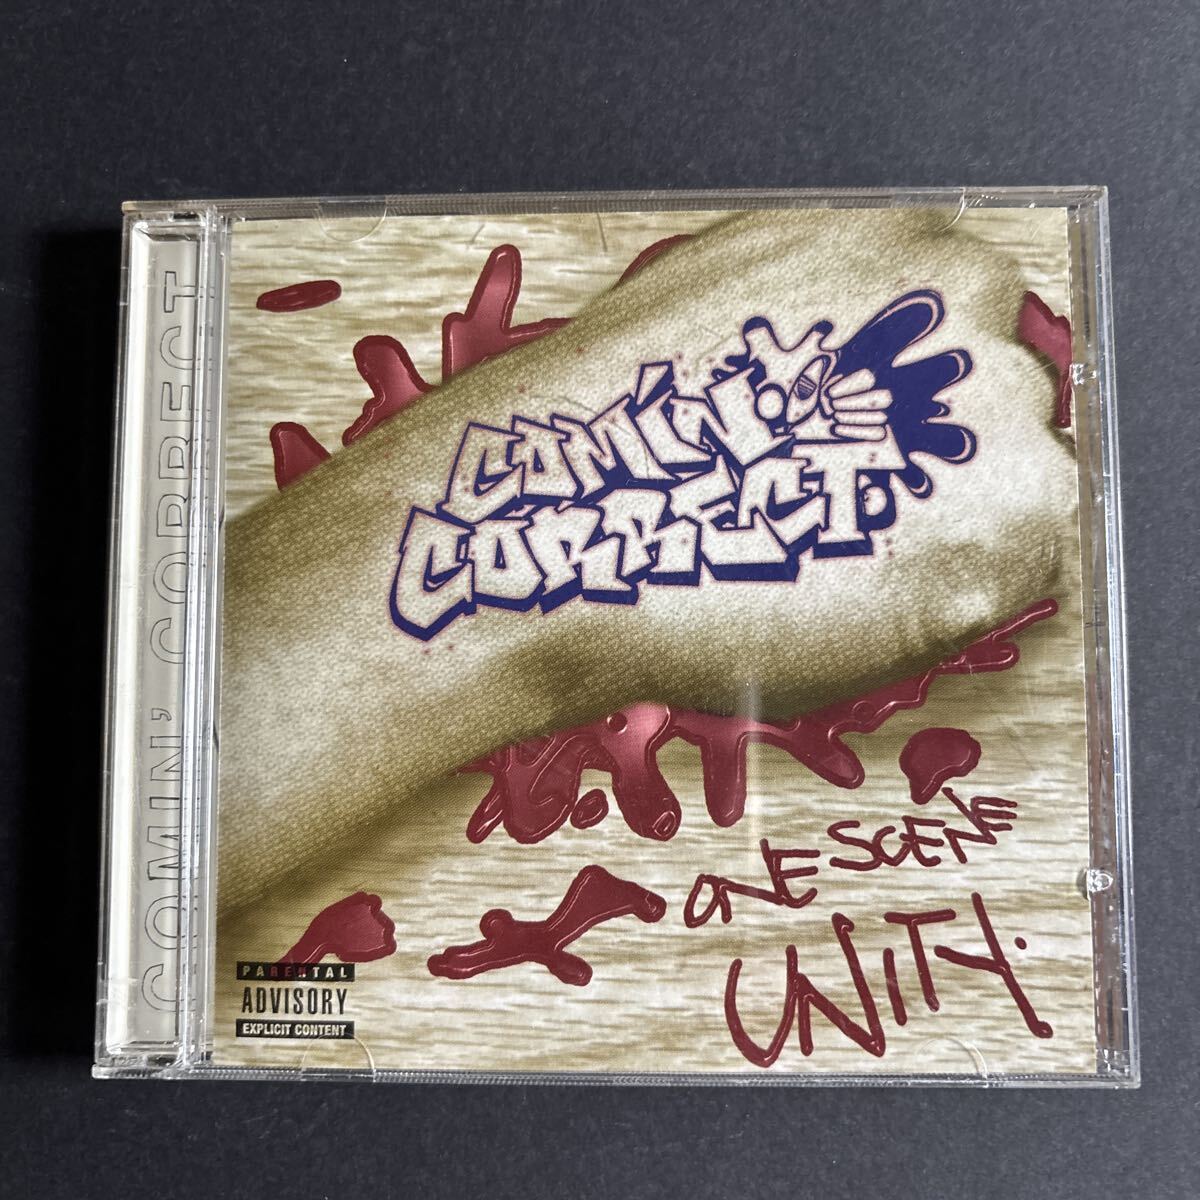 COMIN' CORRECT
COMIN'
CORRECT
ONE SCENE
UNITY.
PARENTAL
ADVISORY
EXPLICIT CONTENT